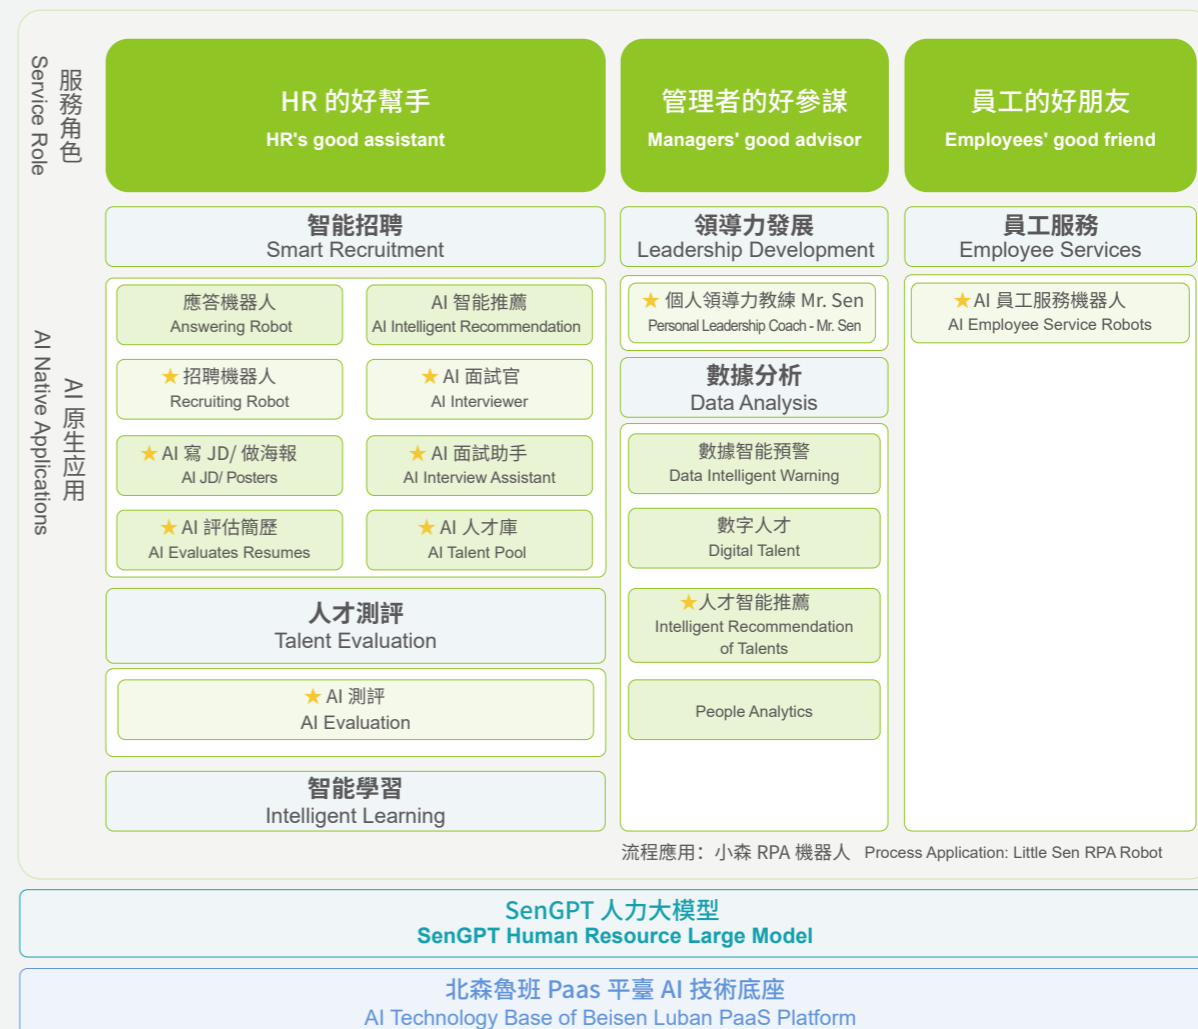 服務角色
Service Role
HR 的好幫手
HR's good assistant
管理者的好參謀
Managers' good advisor
員工的好朋友
Employees' good friend
AI 原生应用
AI Native Applications
智能招聘
Smart Recruitment
應答機器人
Answering Robot
AI 智能推薦
AI Intelligent Recommendation
★ 招聘機器人
Recruiting Robot
★ AI 面試官
AI Interviewer
★ AI 寫 JD/ 做海報
AI JD/ Posters
★ AI 面試助手
AI Interview Assistant
★ AI 評估簡歷
AI Evaluates Resumes
★ AI 人才庫
AI Talent Pool
人才測評
Talent Evaluation
★ AI 測評
AI Evaluation
智能學習
Intelligent Learning
領導力發展
Leadership Development
★ 個人領導力教練 Mr. Sen
Personal Leadership Coach - Mr. Sen
數據分析
Data Analysis
數據智能預警
Data Intelligent Warning
數字人才
Digital Talent
★人才智能推薦
Intelligent Recommendation
of Talents
People Analytics
員工服務
Employee Services
★AI 員工服務機器人
AI Employee Service Robots
流程應用：小森 RPA 機器人 Process Application: Little Sen RPA Robot
SenGPT 人力大模型
SenGPT Human Resource Large Model
北森魯班 Paas 平臺 AI 技術底座
AI Technology Base of Beisen Luban PaaS Platform